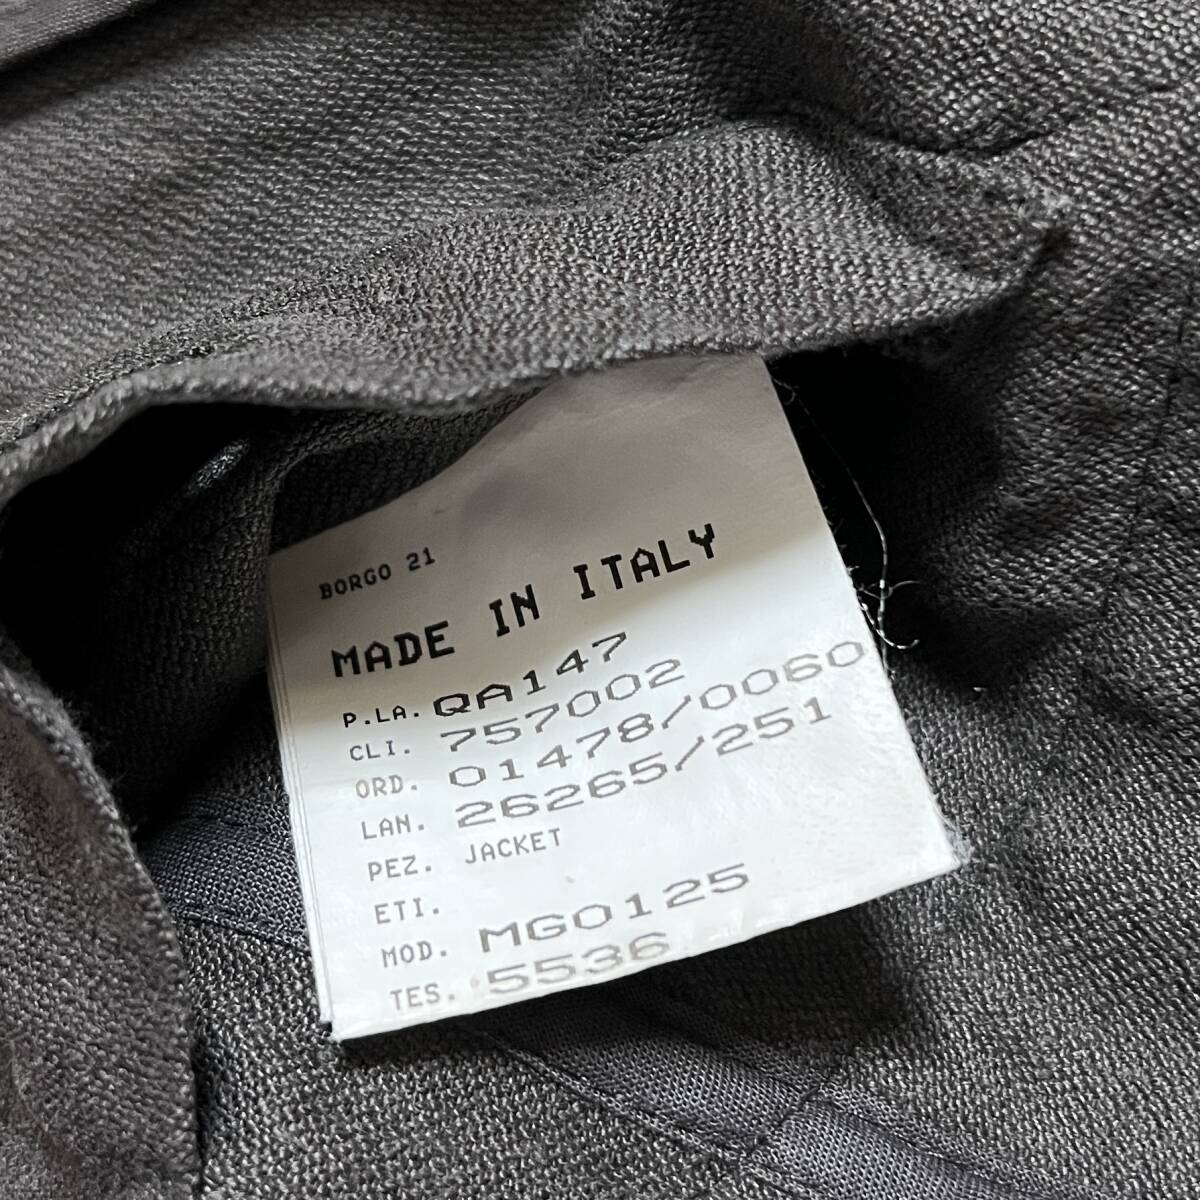 BORGO 21
MADE IN ITALY
P.LA. QA147
CLI. 757002
ORD. 01478/0060
LAN. 26265/251
PEZ. JACKET
ETI.
MOD. MG0125
TES. 5536